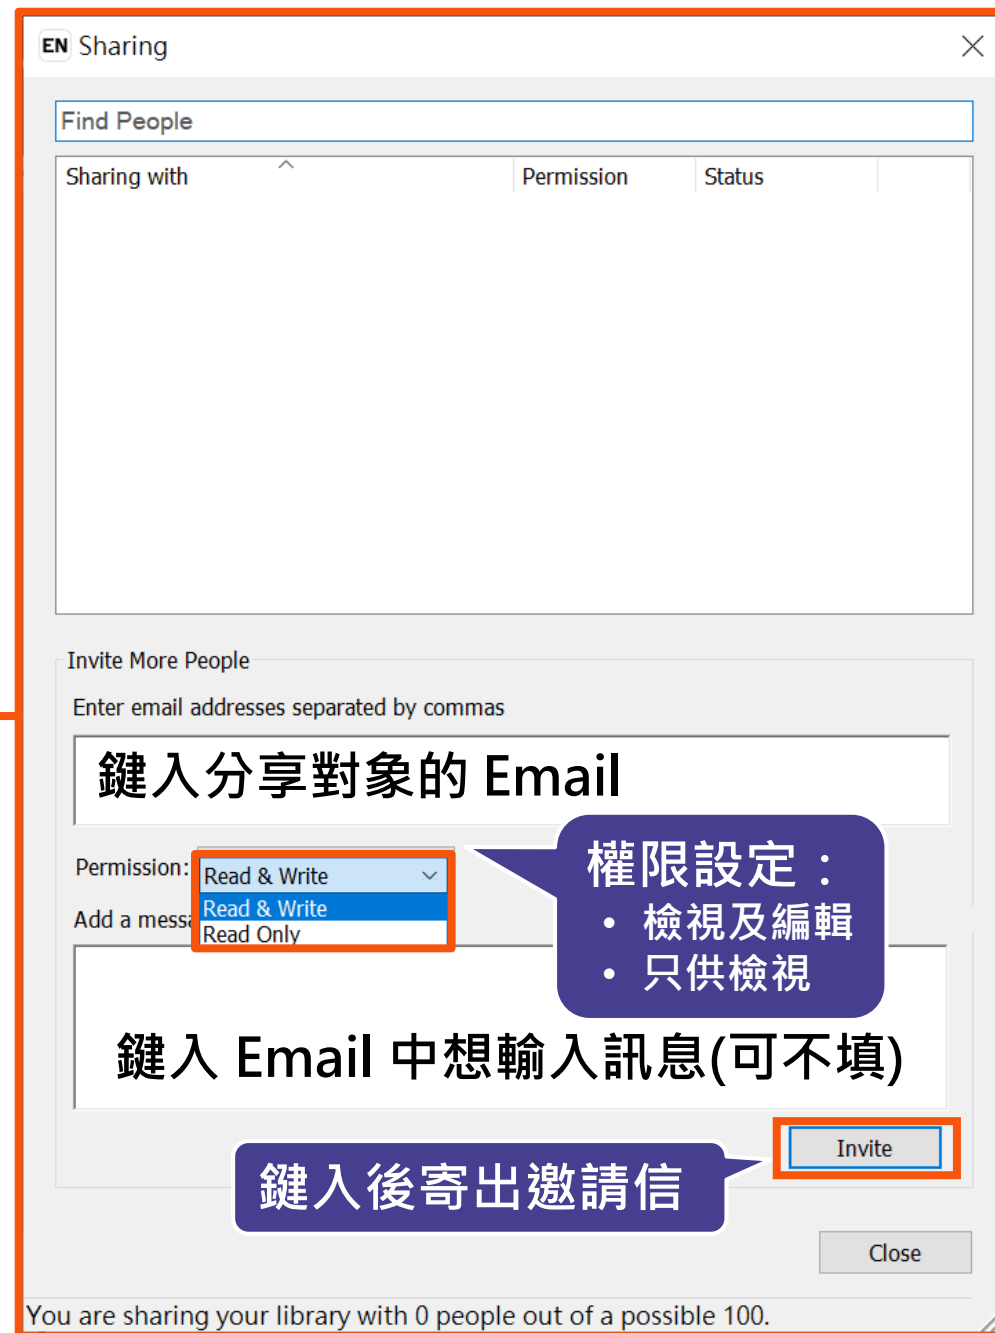 EN Sharing
Find People
Sharing with Permission Status
Invite More People
Enter email addresses separated by commas
鍵入分享對象的 Email
權限設定：
• 檢視及編輯
• 只供檢視
Permission: Read & Write
Read & Write
Add a messa
Read Only
鍵入 Email 中想輸入訊息(可不填)
Invite
鍵入後寄出邀請信
Close
You are sharing your library with 0 people out of a possible 100.